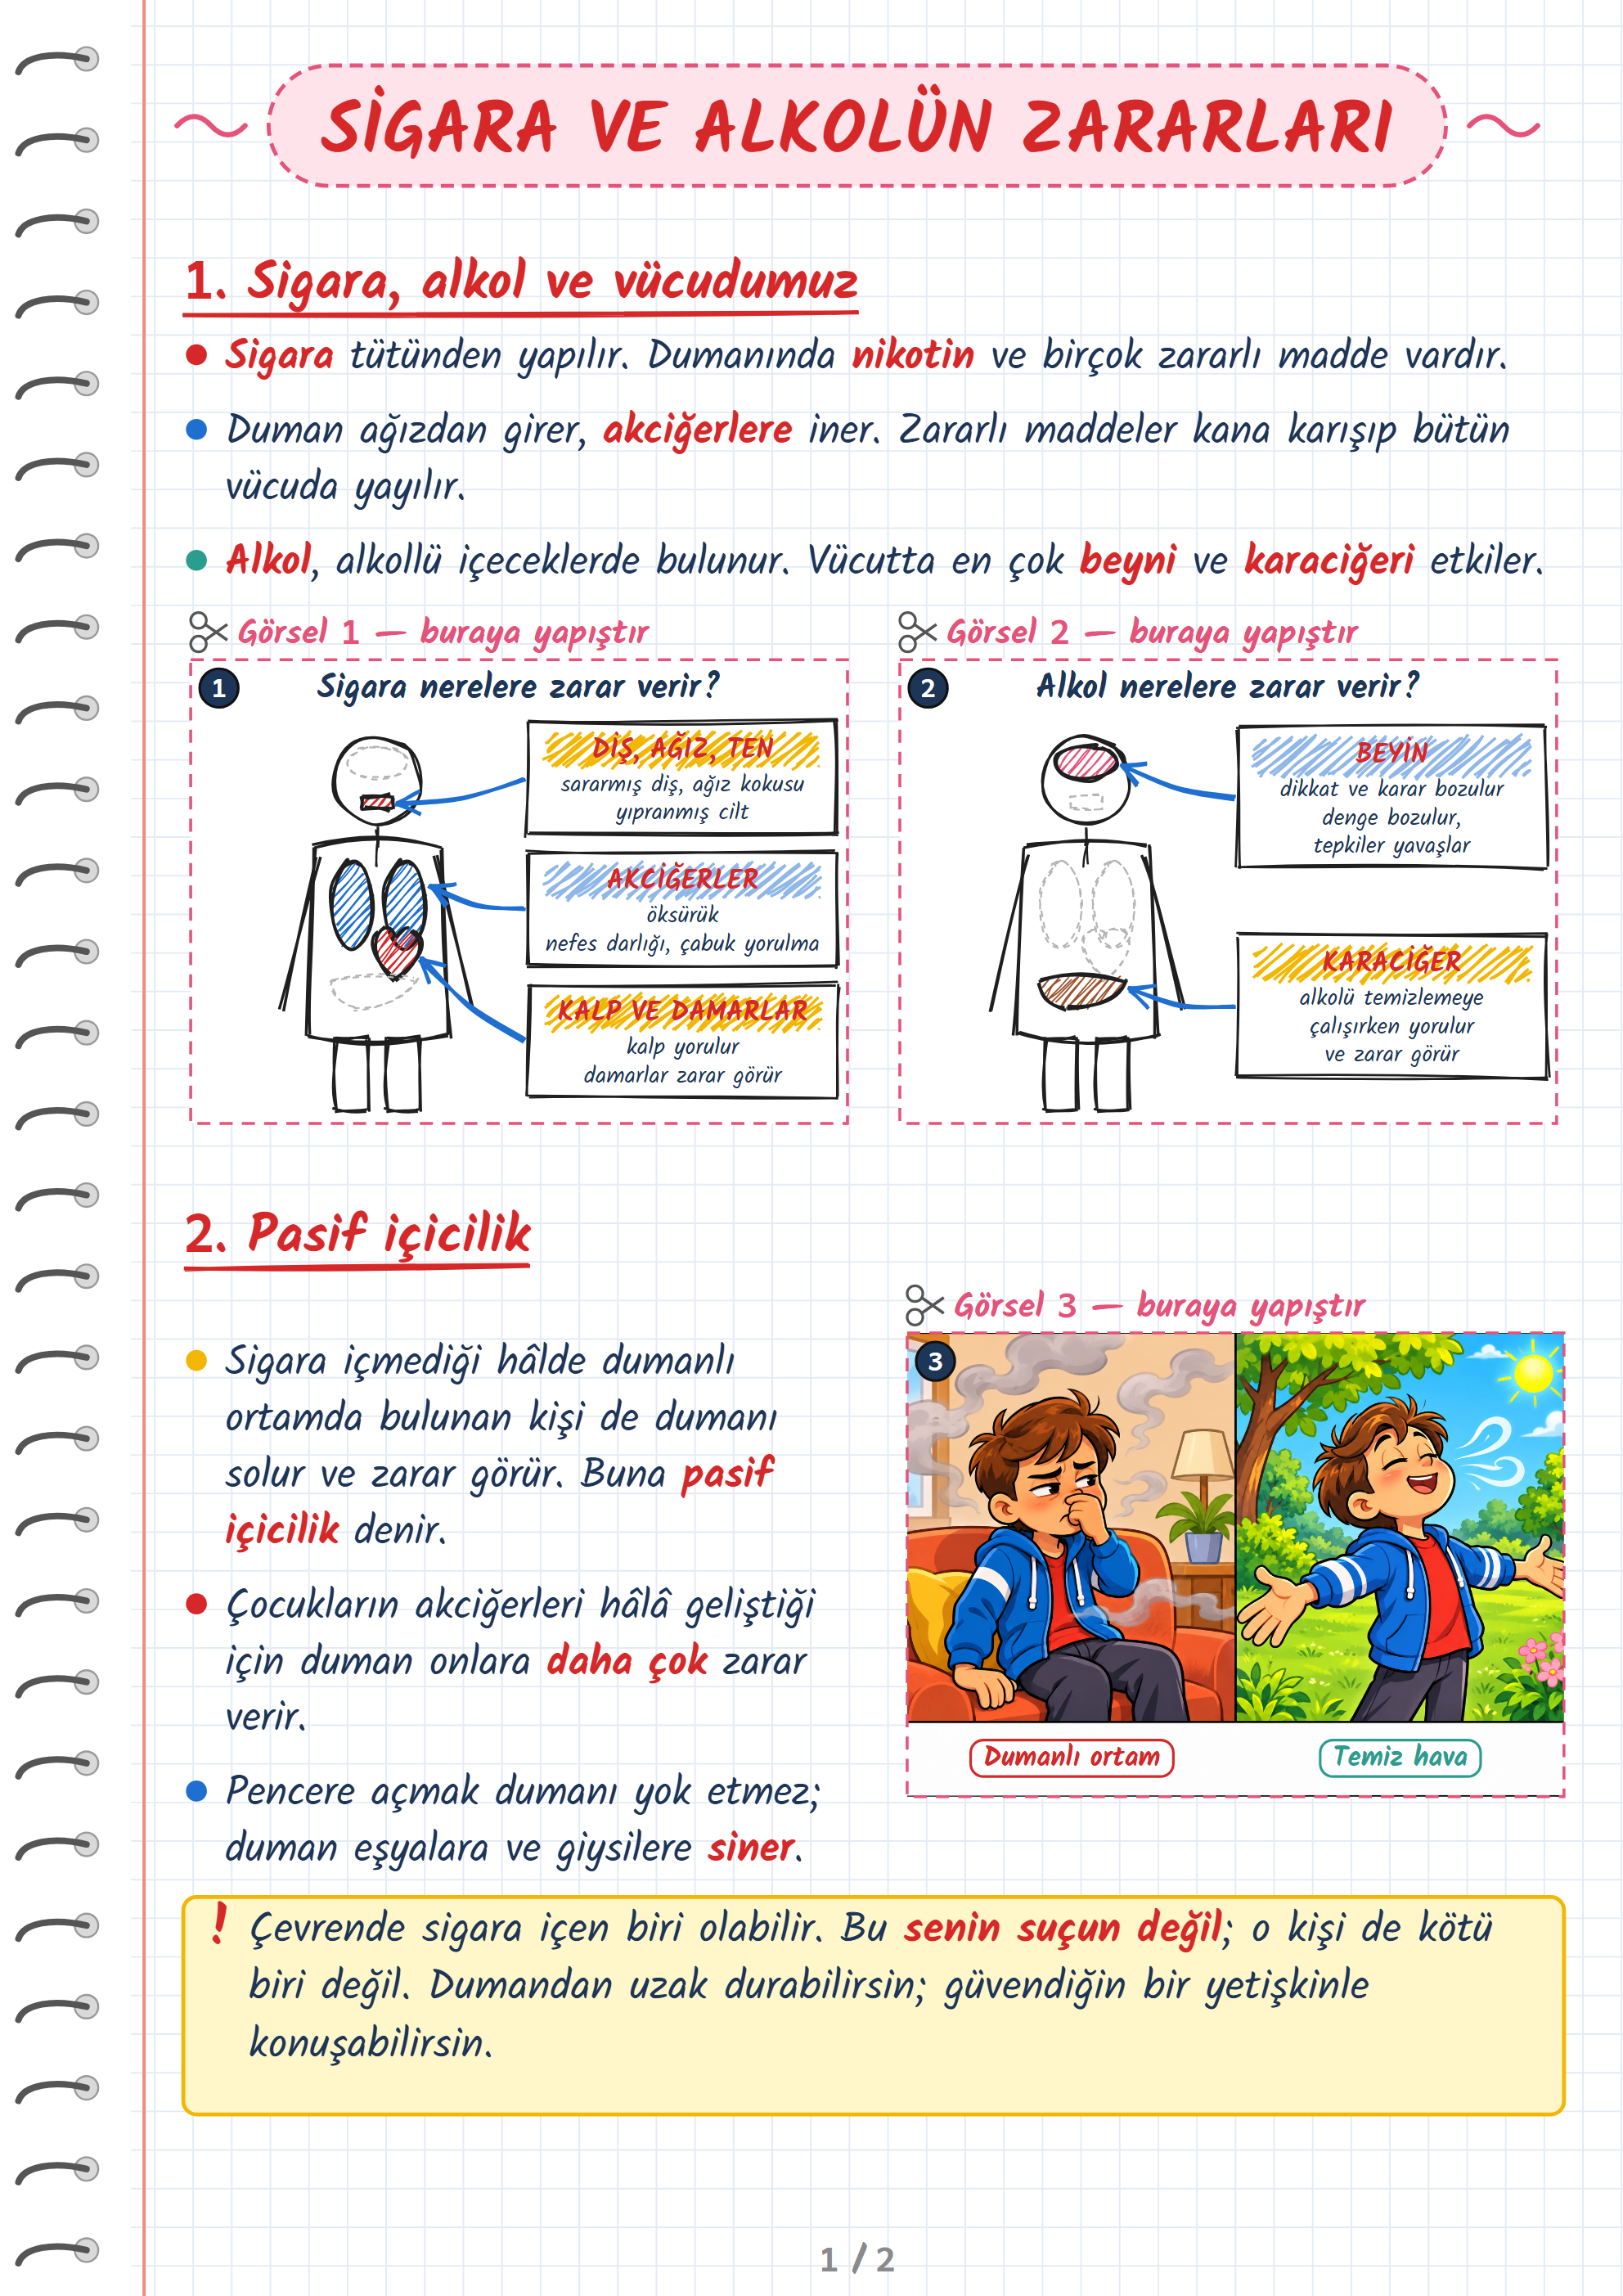 SİGARA VE ALKOLÜN ZARARLARI
1. Sigara, alkol ve vücudumuz
Sigara tütünden yapılır. Dumanında nikotin ve birçok zararlı madde vardır.
Duman ağızdan girer, akciğerlere iner. Zararlı maddeler kana karışıp bütün
vücuda yayılır.
Alkol, alkollü içeceklerde bulunur. Vücutta en çok beyni ve karaciğeri etkiler.
Görsel 1 — buraya yapıştır
1
Sigara nerelere zarar verir?
DİŞ, AĞIZ, TEN
sararmış diş, ağız kokusu
yıpranmış cilt
AKCİĞERLER
öksürük
nefes darlığı, çabuk yorulma
KALP VE DAMARLAR
kalp yorulur
damarlar zarar görür
Görsel 2 — buraya yapıştır
2
Alkol nerelere zarar verir?
BEYİN
dikkat ve karar bozulur
denge bozulur,
tepkiler yavaşlar
KARACİĞER
alkolü temizlemeye
çalışırken yorulur
ve zarar görür
2. Pasif içicilik
Sigara içmediği hâlde dumanlı
ortamda bulunan kişi de dumanı
solur ve zarar görür. Buna pasif
içicilik denir.
Çocukların akciğerleri hâlâ geliştiği
için duman onlara daha çok zarar
verir.
Pencere açmak dumanı yok etmez;
duman eşyalara ve giysilere siner.
Görsel 3 — buraya yapıştır
3
Dumanlı ortam
Temiz hava
! Çevrende sigara içen biri olabilir. Bu senin suçun değil; o kişi de kötü
biri değil. Dumandan uzak durabilirsin; güvendiğin bir yetişkinle
konuşabilirsin.
1 / 2